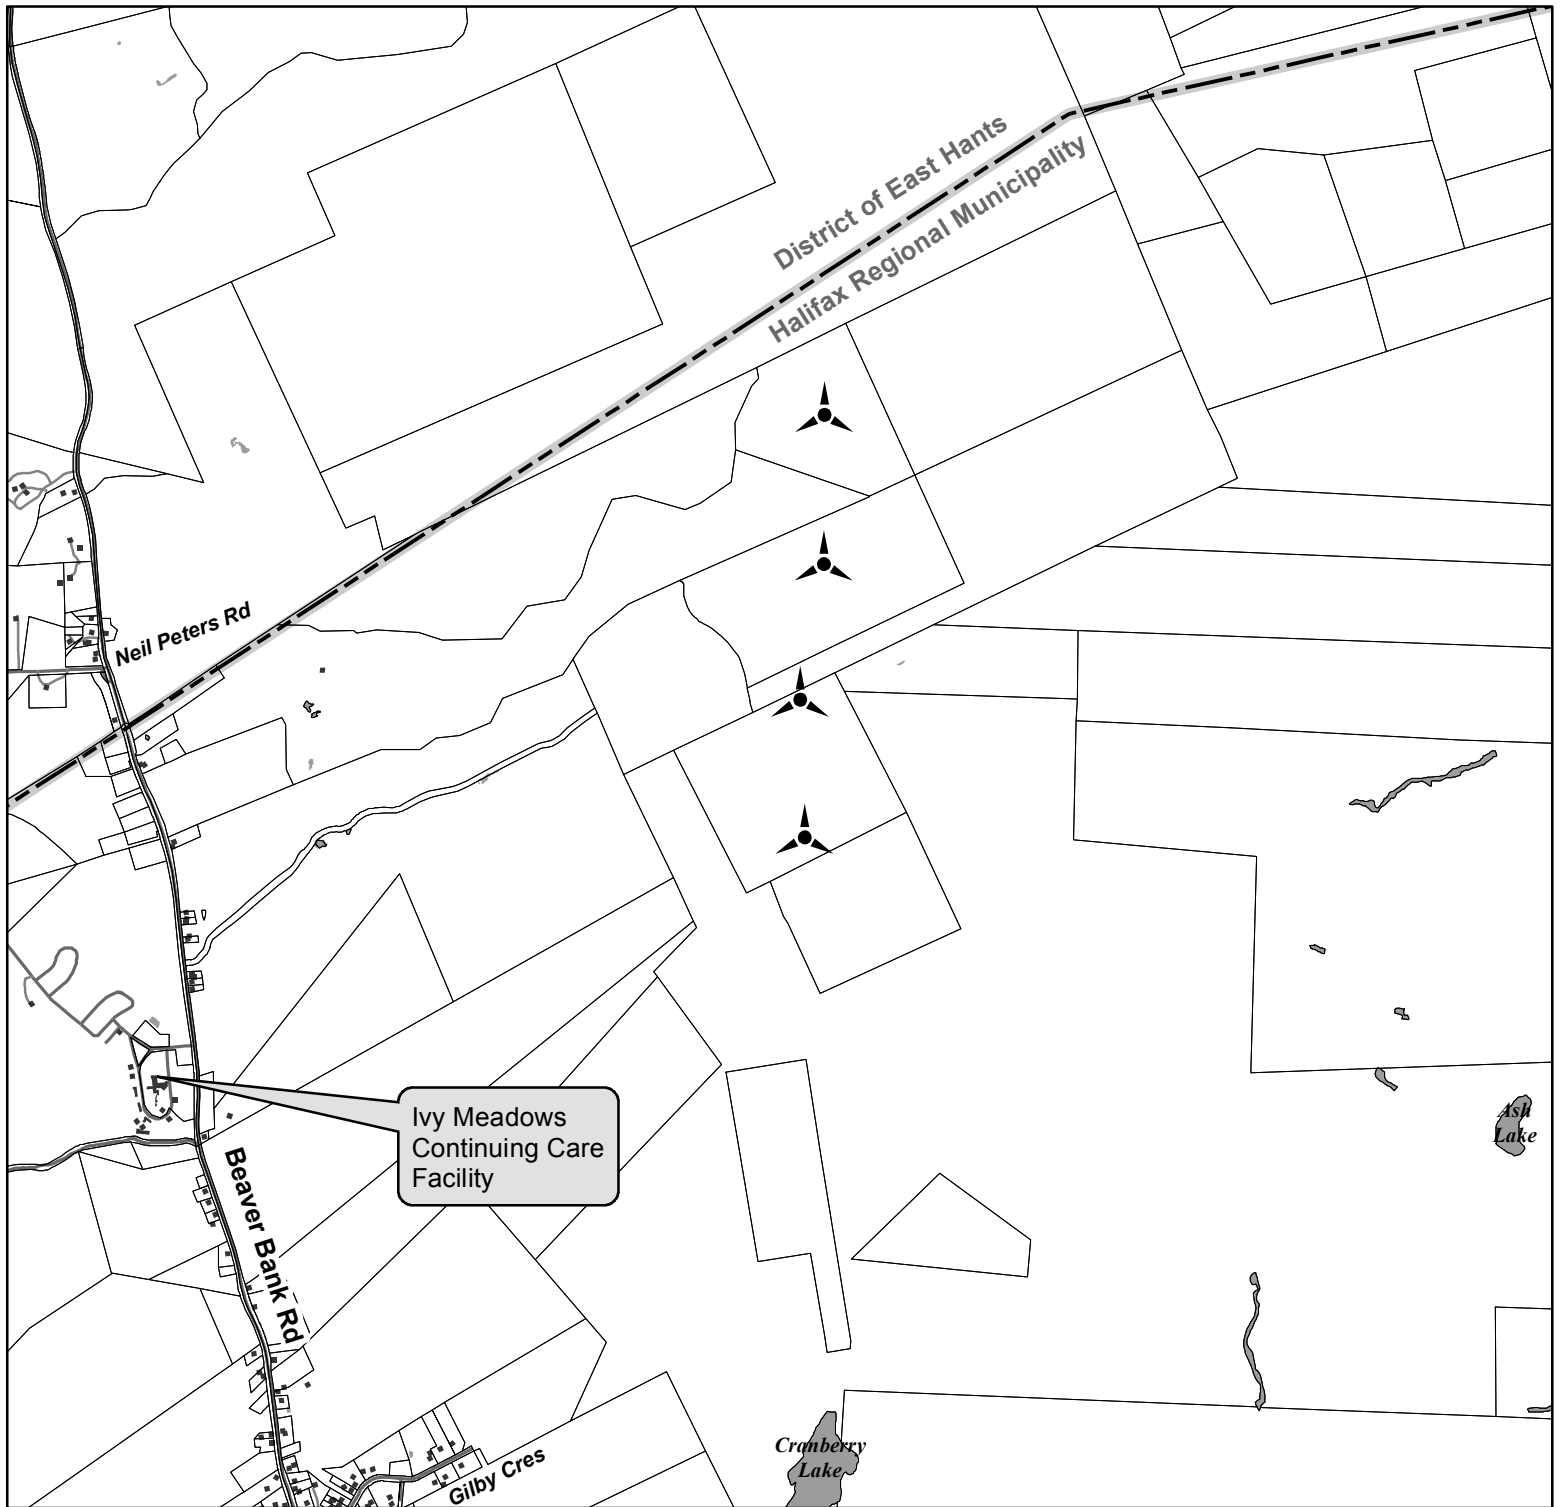 District of East Hants
Halifax Regional Municipality
Neil Peters Rd
Ivy Meadows
Continuing Care
Facility
Ash
Lake
Beaver Bank Rd
Cranberry
Lake
Gilby Cres